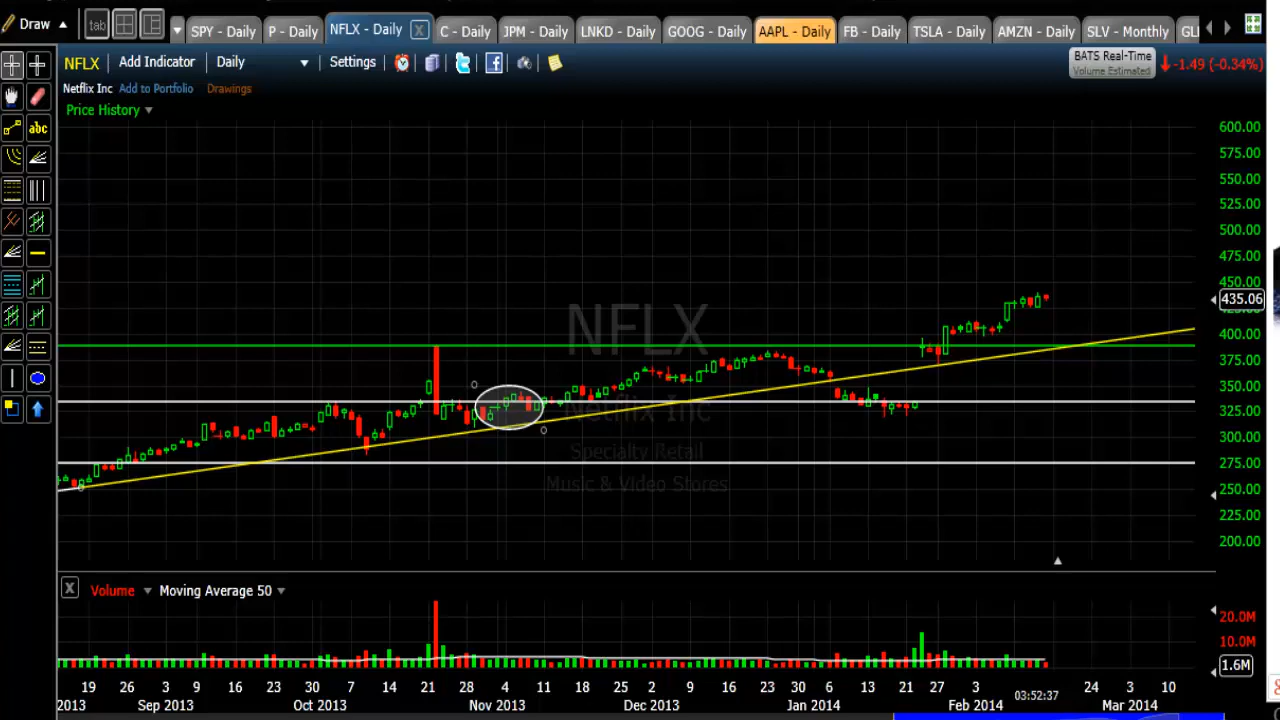 Draw tab SPY - Daily P - Daily NFLX - Daily X C - Daily JPM - Daily LNKD - Daily GOOG - Daily AAPL - Daily FB - Daily TSLA - Daily AMZN - Daily SLV - Monthly
NFLX Add Indicator Daily Settings BATS Real-Time -1.49 (-0.34%)
Volume Estimated
Netflix Inc Add to Portfolio Drawings
Price History
abc
600.00
575.00
550.00
525.00
500.00
475.00
450.00
435.06
400.00
375.00
350.00
325.00
300.00
275.00
250.00
225.00
200.00
NFLX
Netflix Inc
Specialty Retail
Music & Video Stores
X Volume Moving Average 50
20.0M
10.0M
1.6M
19 26 3 9 16 23 30 7 14 21 28 4 11 18 25 2 9 16 23 30 6 13 21 27 3 03:52:37 24 3 10
2013 Sep 2013 Oct 2013 Nov 2013 Dec 2013 Jan 2014 Feb 2014 Mar 2014